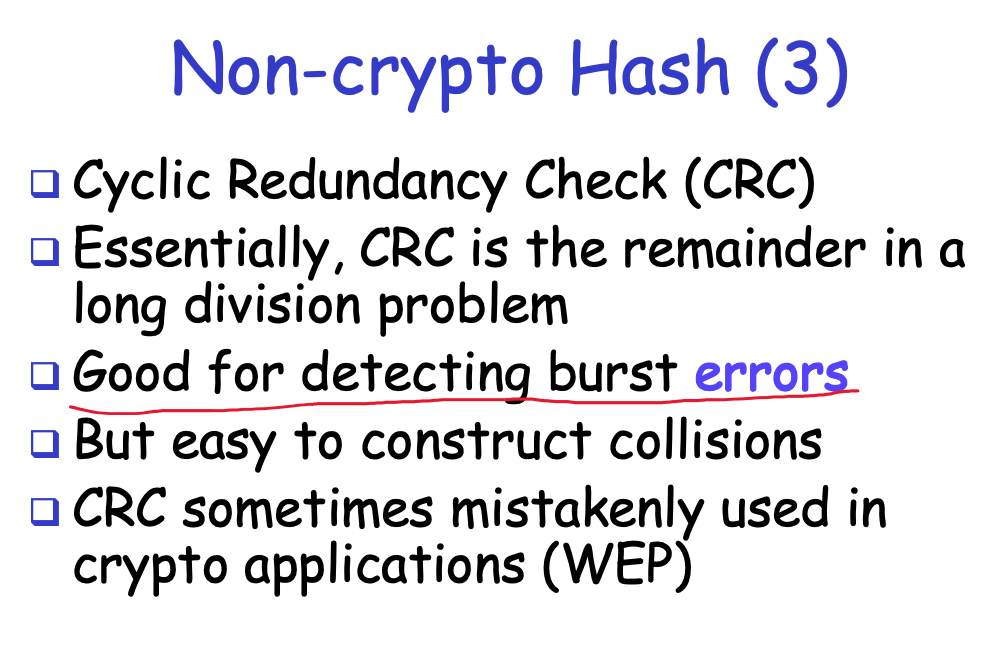 Non-crypto Hash (3)
Cyclic Redundancy Check (CRC)
Essentially, CRC is the remainder in a
long division problem
Good for detecting burst errors
But easy to construct collisions
CRC sometimes mistakenly used in
crypto applications (WEP)